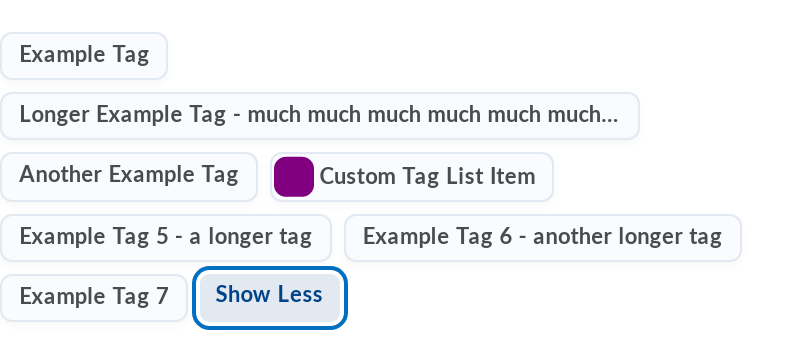 Example Tag
Longer Example Tag - much much much much much much...
Another Example Tag Custom Tag List Item
Example Tag 5 - a longer tag Example Tag 6 - another longer tag
Example Tag 7 Show Less